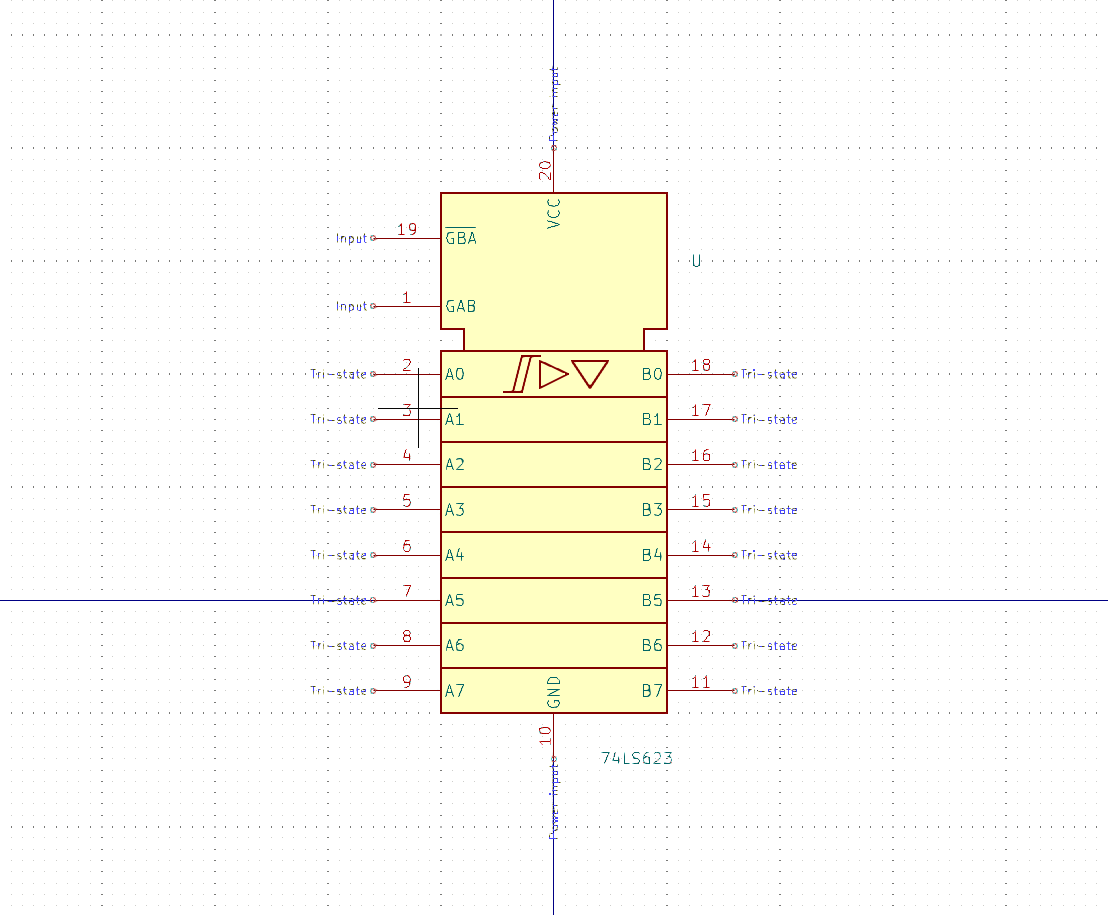 Power input
20
VCC
Input 19 GBA
U
Input 1 GAB
Tri-state 2 A0 B0 18 Tri-state
Tri-state 3 A1 B1 17 Tri-state
Tri-state 4 A2 B2 16 Tri-state
Tri-state 5 A3 B3 15 Tri-state
Tri-state 6 A4 B4 14 Tri-state
Tri-state 7 A5 B5 13 Tri-state
Tri-state 8 A6 B6 12 Tri-state
Tri-state 9 A7 B7 11 Tri-state
GND
10
74LS623
Power input